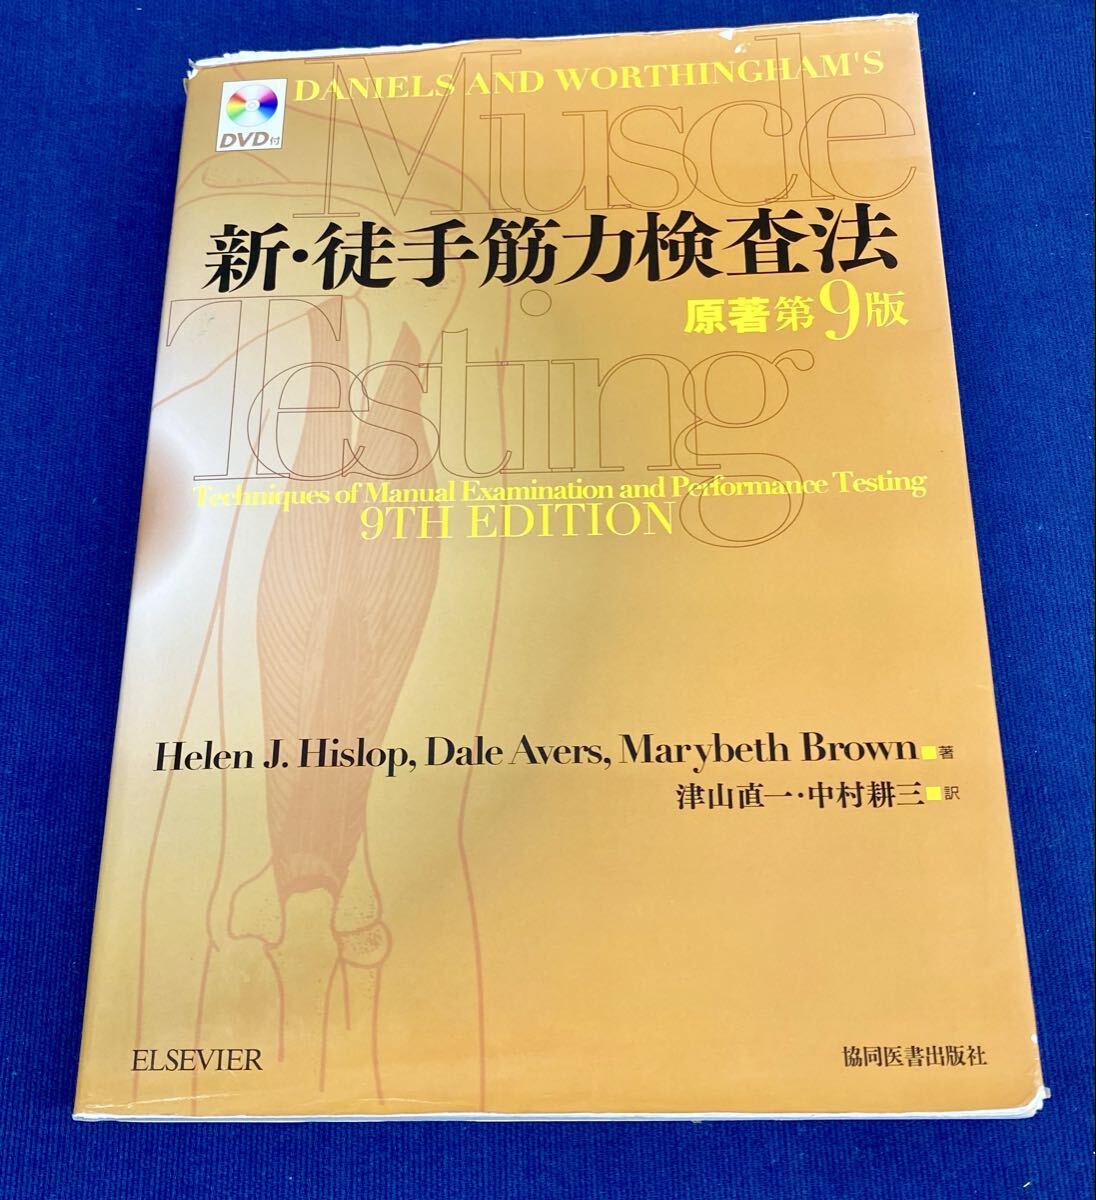 DANIELS AND WORTHINGHAM'S
DVD付
Muscle
新・徒手筋力検査法
原著第9版
Testing
Techniques of Manual Examination and Performance Testing
9TH EDITION
Helen J. Hislop, Dale Avers, Marybeth Brown■著
津山直一・中村耕三■訳
ELSEVIER
協同医書出版社